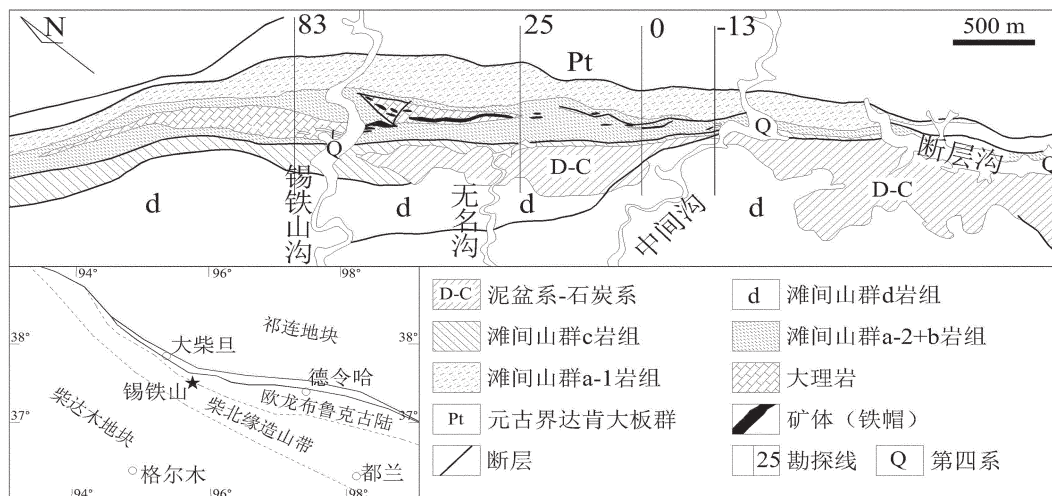 N
83
25
0
-13
500 m
Pt
Q
Q
Q
D-C
D-C
断层沟
锡铁山沟
无名沟
中间沟
d
d
d
d
94°
96°
98°
38°
38°
37°
37°
94°
96°
98°
祁连地块
大柴旦
德令哈
锡铁山
欧龙布鲁克古陆
柴北缘造山带
柴达木地块
格尔木
都兰
D-C 泥盆系-石炭系
d 滩间山群d岩组
滩间山群c岩组
滩间山群a-2+b岩组
滩间山群a-1岩组
大理岩
Pt 元古界达肯大板群
矿体（铁帽）
断层
25 勘探线
Q 第四系